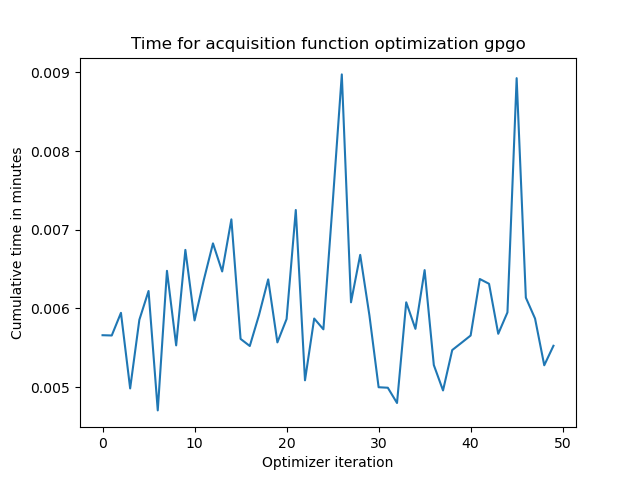 Time for acquisition function optimization gpgo
0.009
0.008
0.007
0.006
0.005
Cumulative time in minutes
0 10 20 30 40 50
Optimizer iteration